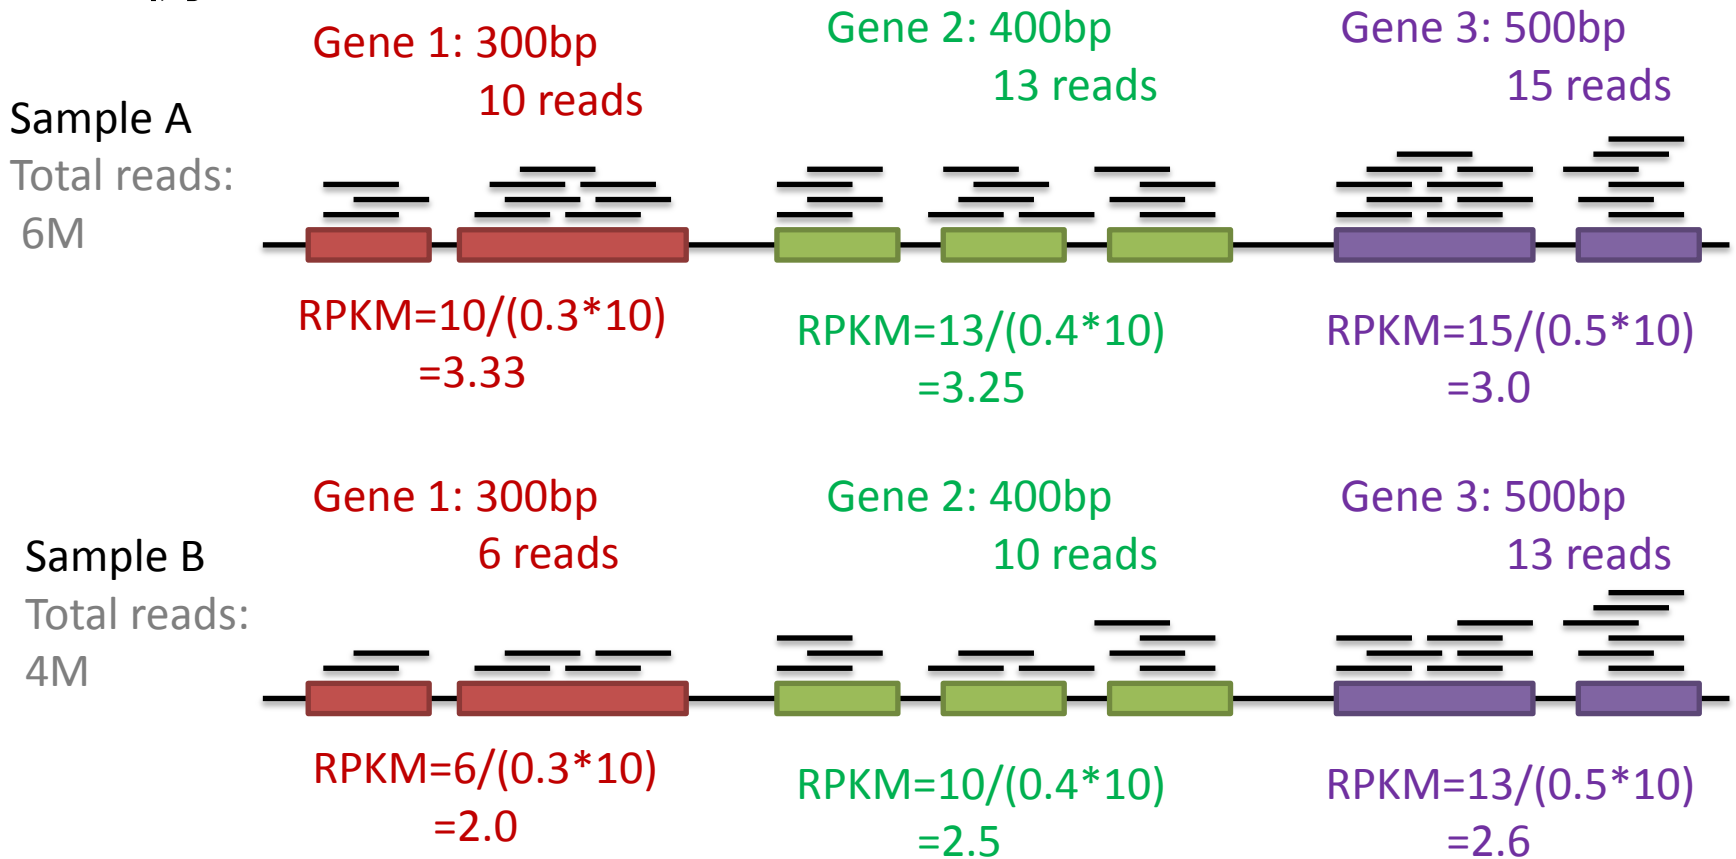 Gene 1: 300bp
10 reads
Gene 2: 400bp
13 reads
Gene 3: 500bp
15 reads
Sample A
Total reads:
6M
RPKM=10/(0.3*10)
=3.33
RPKM=13/(0.4*10)
=3.25
RPKM=15/(0.5*10)
=3.0
Gene 1: 300bp
6 reads
Gene 2: 400bp
10 reads
Gene 3: 500bp
13 reads
Sample B
Total reads:
4M
RPKM=6/(0.3*10)
=2.0
RPKM=10/(0.4*10)
=2.5
RPKM=13/(0.5*10)
=2.6